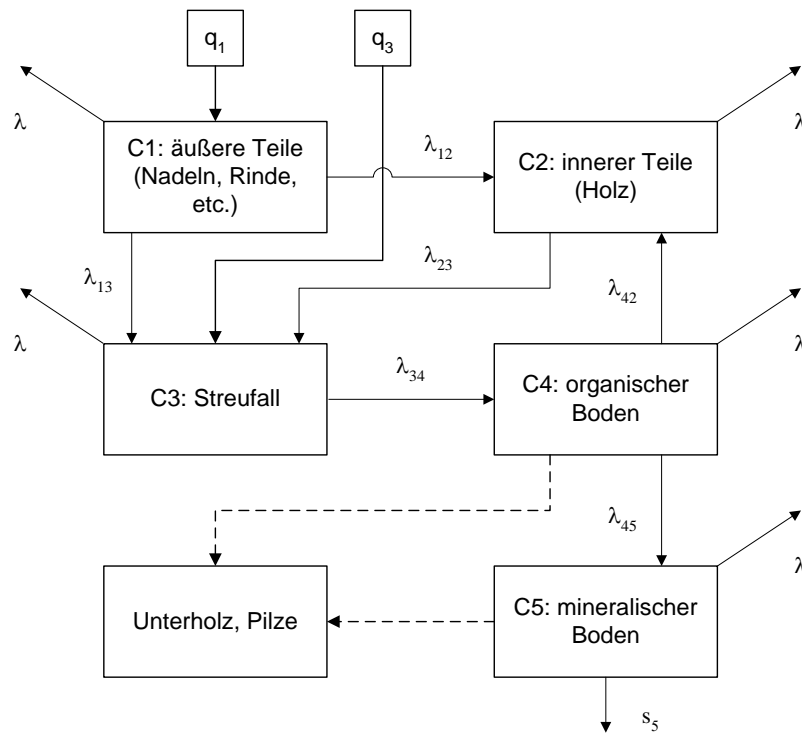 q1
q3
λ
C1: äußere Teile
(Nadeln, Rinde,
etc.)
λ12
C2: innerer Teile
(Holz)
λ
λ13
λ23
λ42
λ
C3: Streufall
λ34
C4: organischer
Boden
λ
λ45
Unterholz, Pilze
C5: mineralischer
Boden
λ
s5